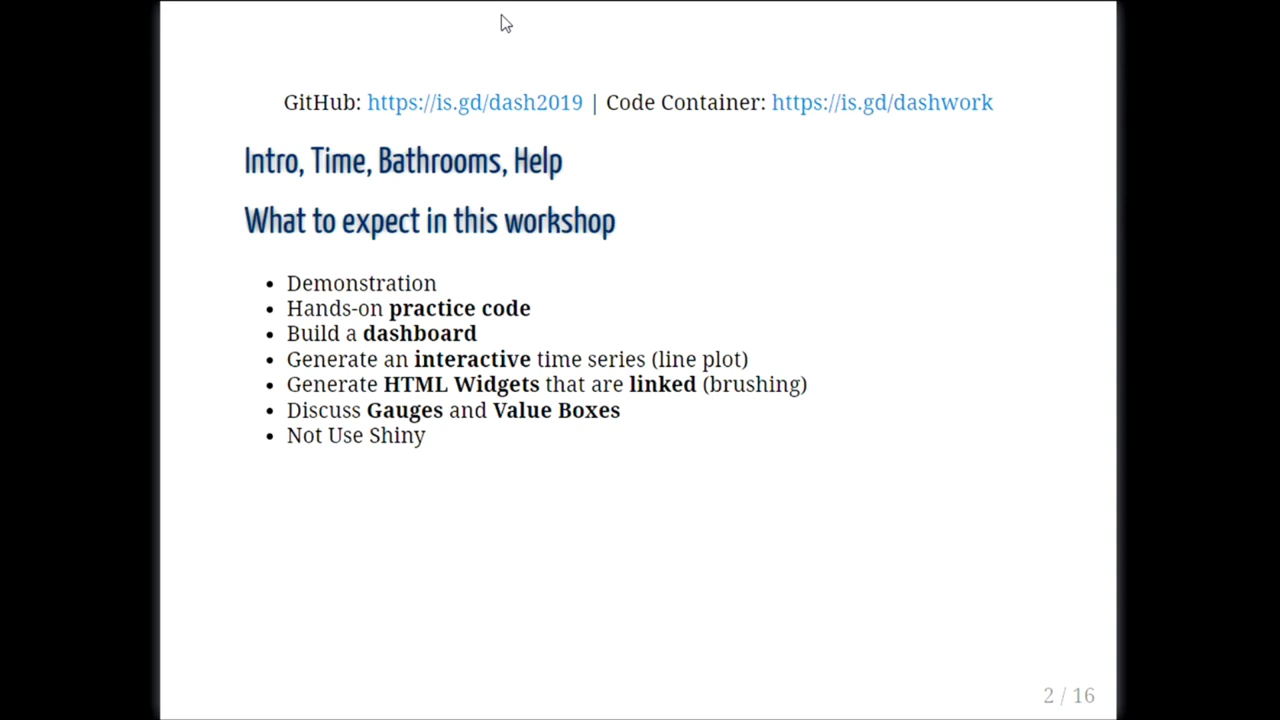 GitHub: https://is.gd/dash2019 | Code Container: https://is.gd/dashwork
Intro, Time, Bathrooms, Help
What to expect in this workshop
• Demonstration
• Hands-on practice code
• Build a dashboard
• Generate an interactive time series (line plot)
• Generate HTML Widgets that are linked (brushing)
• Discuss Gauges and Value Boxes
• Not Use Shiny
2 / 16